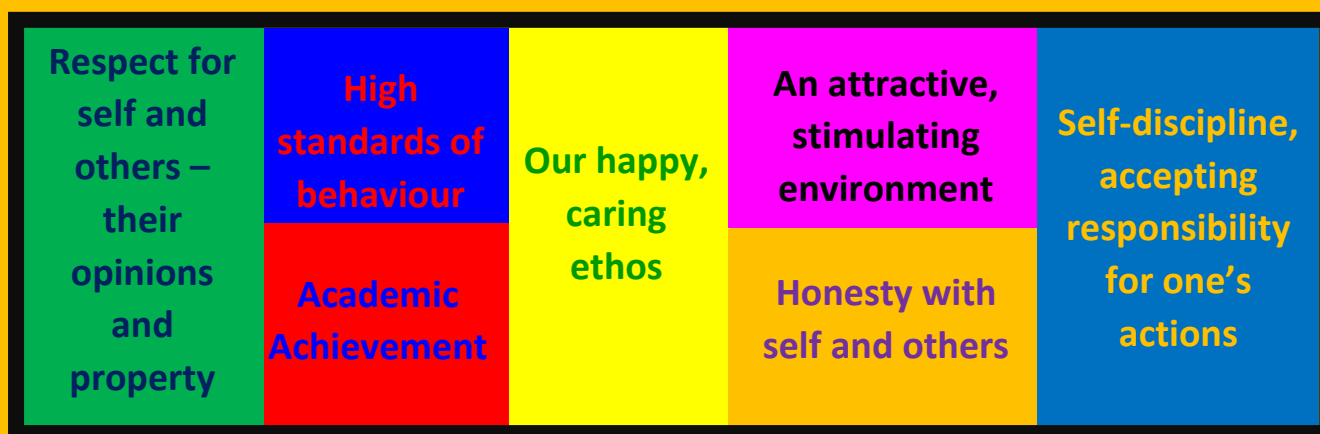 Respect for
self and
others –
their
opinions
and
property
High
standards of
behaviour
Academic
Achievement
Our happy,
caring
ethos
An attractive,
stimulating
environment
Honesty with
self and others
Self-discipline,
accepting
responsibility
for one’s
actions